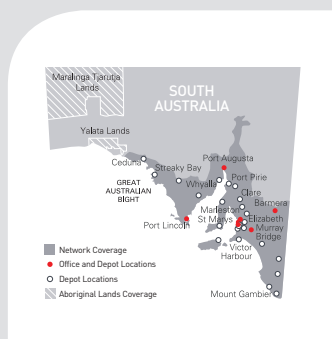 Maralinga Tjarutja
Lands
SOUTH
AUSTRALIA
Yalata Lands
Ceduna
Streaky Bay
Port Augusta
GREAT
AUSTRALIAN
BIGHT
Whyalla
Port Pirie
Clare
Barmera
Marleston
St Marys
Elizabeth
Port Lincoln
Murray
Bridge
Victor
Harbour
Network Coverage
Office and Depot Locations
Depot Locations
Aboriginal Lands Coverage
Mount Gambier